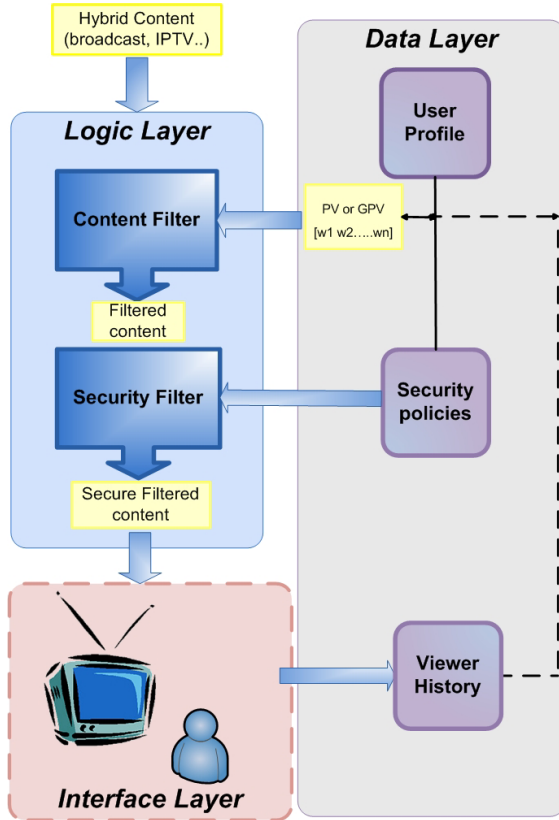 Hybrid Content
(broadcast, IPTV..)
Data Layer
User
Profile
Logic Layer
Content Filter
PV or GPV
[w1 w2.....wn]
Filtered
content
Security Filter
Security
policies
Secure Filtered
content
Viewer
History
Interface Layer